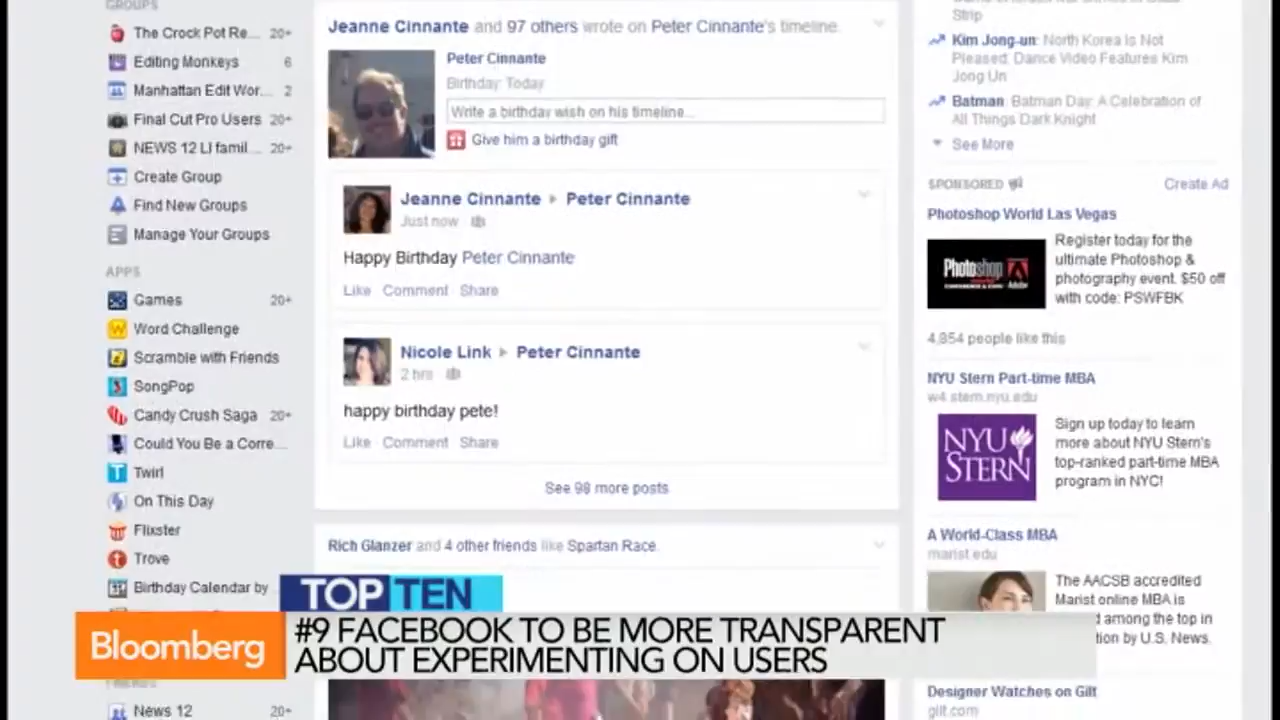 GROUPS
The Crock Pot Re... 20+
Editing Monkeys 6
Manhattan Edit Wor... 2
Final Cut Pro Users 20+
NEWS 12 LI famil... 20+
Create Group
Find New Groups
Manage Your Groups
APPS
Games 20+
Word Challenge
Scramble with Friends
SongPop
Candy Crush Saga 20+
Could You Be a Corre...
Twirl
On This Day
Flixster
Trove
Birthday Calendar by
News 12 20+
Jeanne Cinnante and 97 others wrote on Peter Cinnante's timeline.
Peter Cinnante
Birthday: Today
Write a birthday wish on his timeline...
Give him a birthday gift
Jeanne Cinnante Peter Cinnante
Just now
Happy Birthday Peter Cinnante
Like Comment Share
Nicole Link Peter Cinnante
2 hrs
happy birthday pete!
Like Comment Share
See 98 more posts
Rich Glanzer and 4 other friends like Spartan Race.
Strip
Kim Jong-un: North Korea Is Not
Pleased: Dance Video Features Kim
Jong Un
Batman: Batman Day: A Celebration of
All Things Dark Knight
See More
SPONSORED Create Ad
Photoshop World Las Vegas
Photoshop
Adobe
Register today for the
ultimate Photoshop &
photography event. $50 off
with code: PSWFBK
4,954 people like this
NYU Stern Part-time MBA
w4.stern.nyu.edu
NYU
STERN
Sign up today to learn
more about NYU Stern's
top-ranked part-time MBA
program in NYC!
A World-Class MBA
marist.edu
The AACSB accredited
Marist online MBA is
d among the top in
tion by U.S. News.
Designer Watches on Gilt
gilt.com
TOP TEN
Bloomberg
#9 FACEBOOK TO BE MORE TRANSPARENT
ABOUT EXPERIMENTING ON USERS